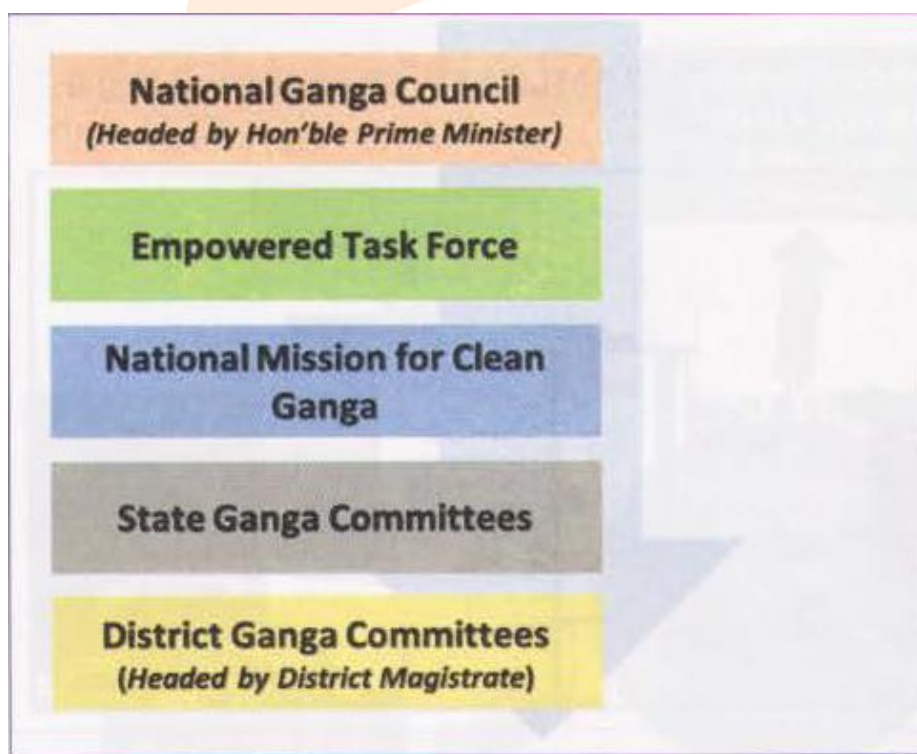 National Ganga Council
(Headed by Hon'ble Prime Minister)
Empowered Task Force
National Mission for Clean
Ganga
State Ganga Committees
District Ganga Committees
(Headed by District Magistrate)